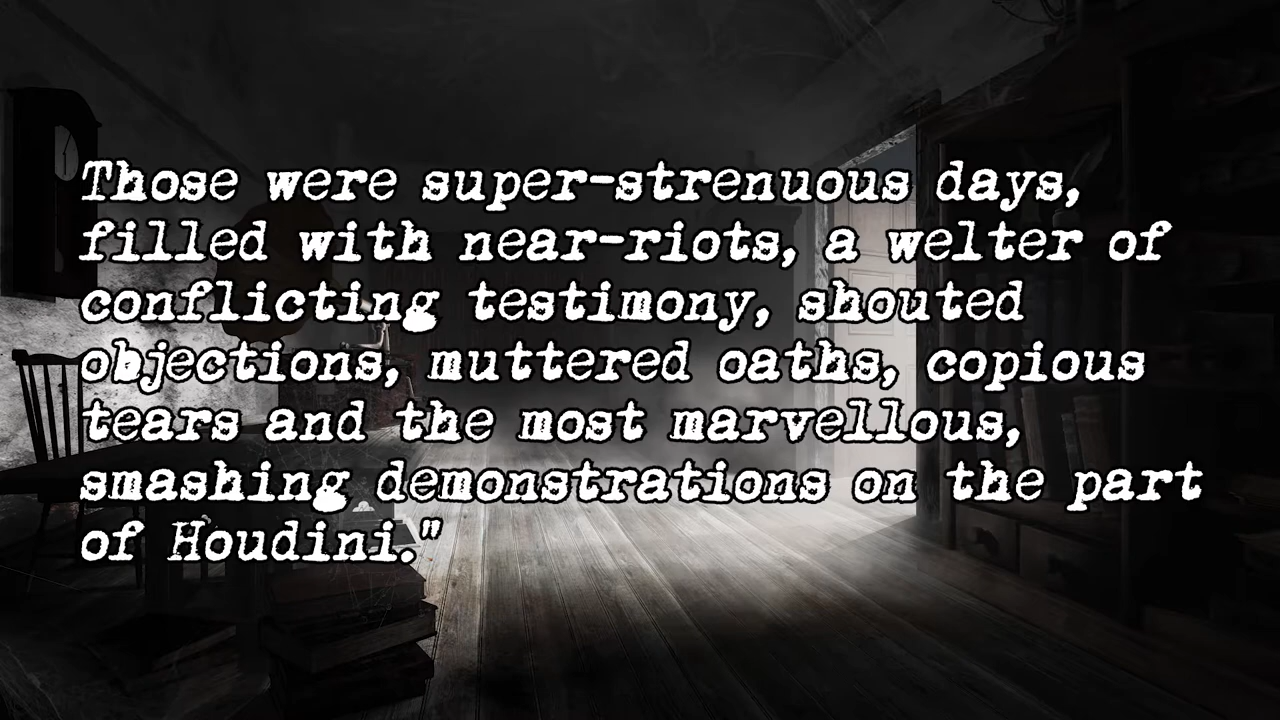 Those were super-strenuous days,
filled with near-riots, a welter of
conflicting testimony, shouted
objections, muttered oaths, copious
tears and the most marvellous,
smashing demonstrations on the part
of Houdini."